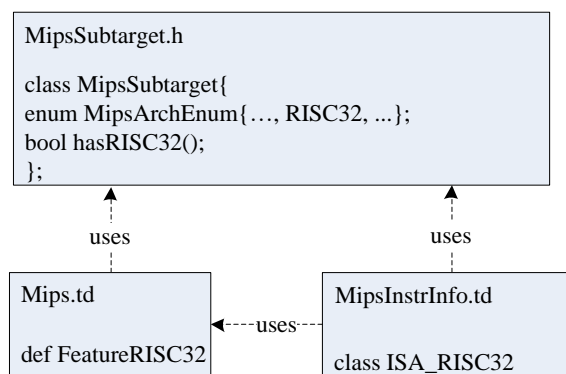 MipsSubtarget.h
class MipsSubtarget{
enum MipsArchEnum{…, RISC32, ...};
bool hasRISC32();
};
uses
uses
Mips.td
def FeatureRISC32
uses
MipsInstrInfo.td
class ISA_RISC32